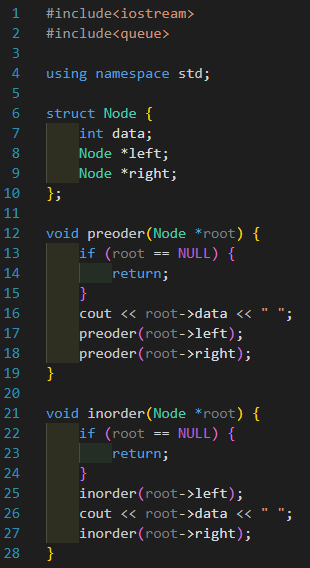 1 #include<iostream>
2 #include<queue>
3
4 using namespace std;
5
6 struct Node {
7     int data;
8     Node *left;
9     Node *right;
10 };
11
12 void preoder(Node *root) {
13     if (root == NULL) {
14         return;
15     }
16     cout << root->data << " ";
17     preoder(root->left);
18     preoder(root->right);
19 }
20
21 void inorder(Node *root) {
22     if (root == NULL) {
23         return;
24     }
25     inorder(root->left);
26     cout << root->data << " ";
27     inorder(root->right);
28 }